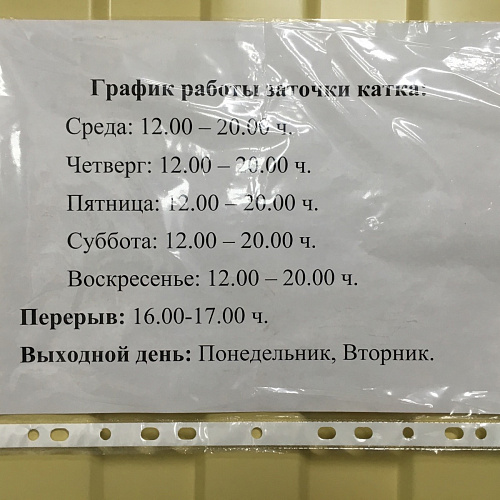 График работы заточки катка:
Среда: 12.00 – 20.00 ч.
Четверг: 12.00 – 20.00 ч.
Пятница: 12.00 – 20.00 ч.
Суббота: 12.00 – 20.00 ч.
Воскресенье: 12.00 – 20.00 ч.
Перерыв: 16.00-17.00 ч.
Выходной день: Понедельник, Вторник.